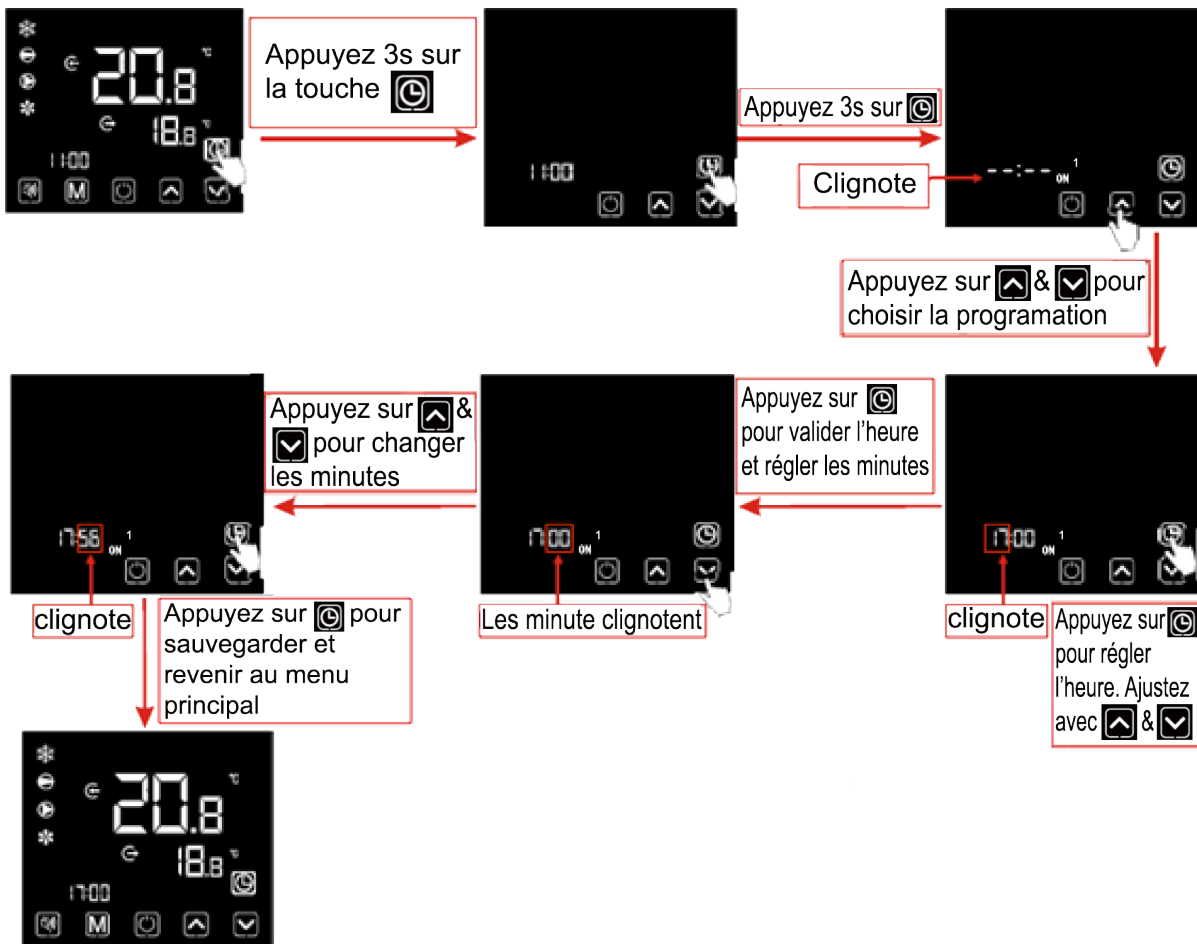 20.8 °C
18.8 °C
11:00
M
Appuyez 3s sur
la touche
11:00
Appuyez 3s sur
Clignote
--:-- ON 1
Appuyez sur & pour
choisir la programation
17:00 ON 1
clignote
Appuyez sur
pour régler
l'heure. Ajustez
avec &
Appuyez sur
pour valider l'heure
et régler les minutes
17:00 ON 1
Les minute clignotent
Appuyez sur &
pour changer
les minutes
17:56 ON 1
clignote
Appuyez sur pour
sauvegarder et
revenir au menu
principal
20.8 °C
18.8 °C
17:00
M